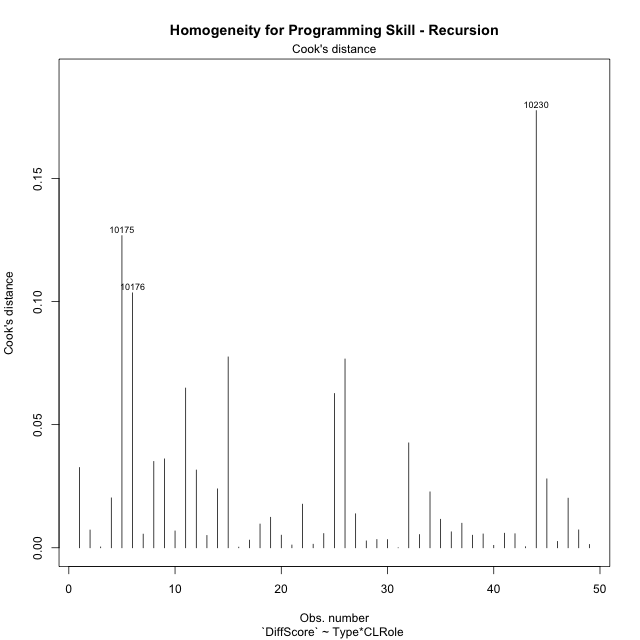 Homogeneity for Programming Skill - Recursion
Cook's distance
10230
0.15
10175
10176
0.10
Cook's distance
0.05
0.00
0 10 20 30 40 50
Obs. number
`DiffScore` ~ Type*CLRole